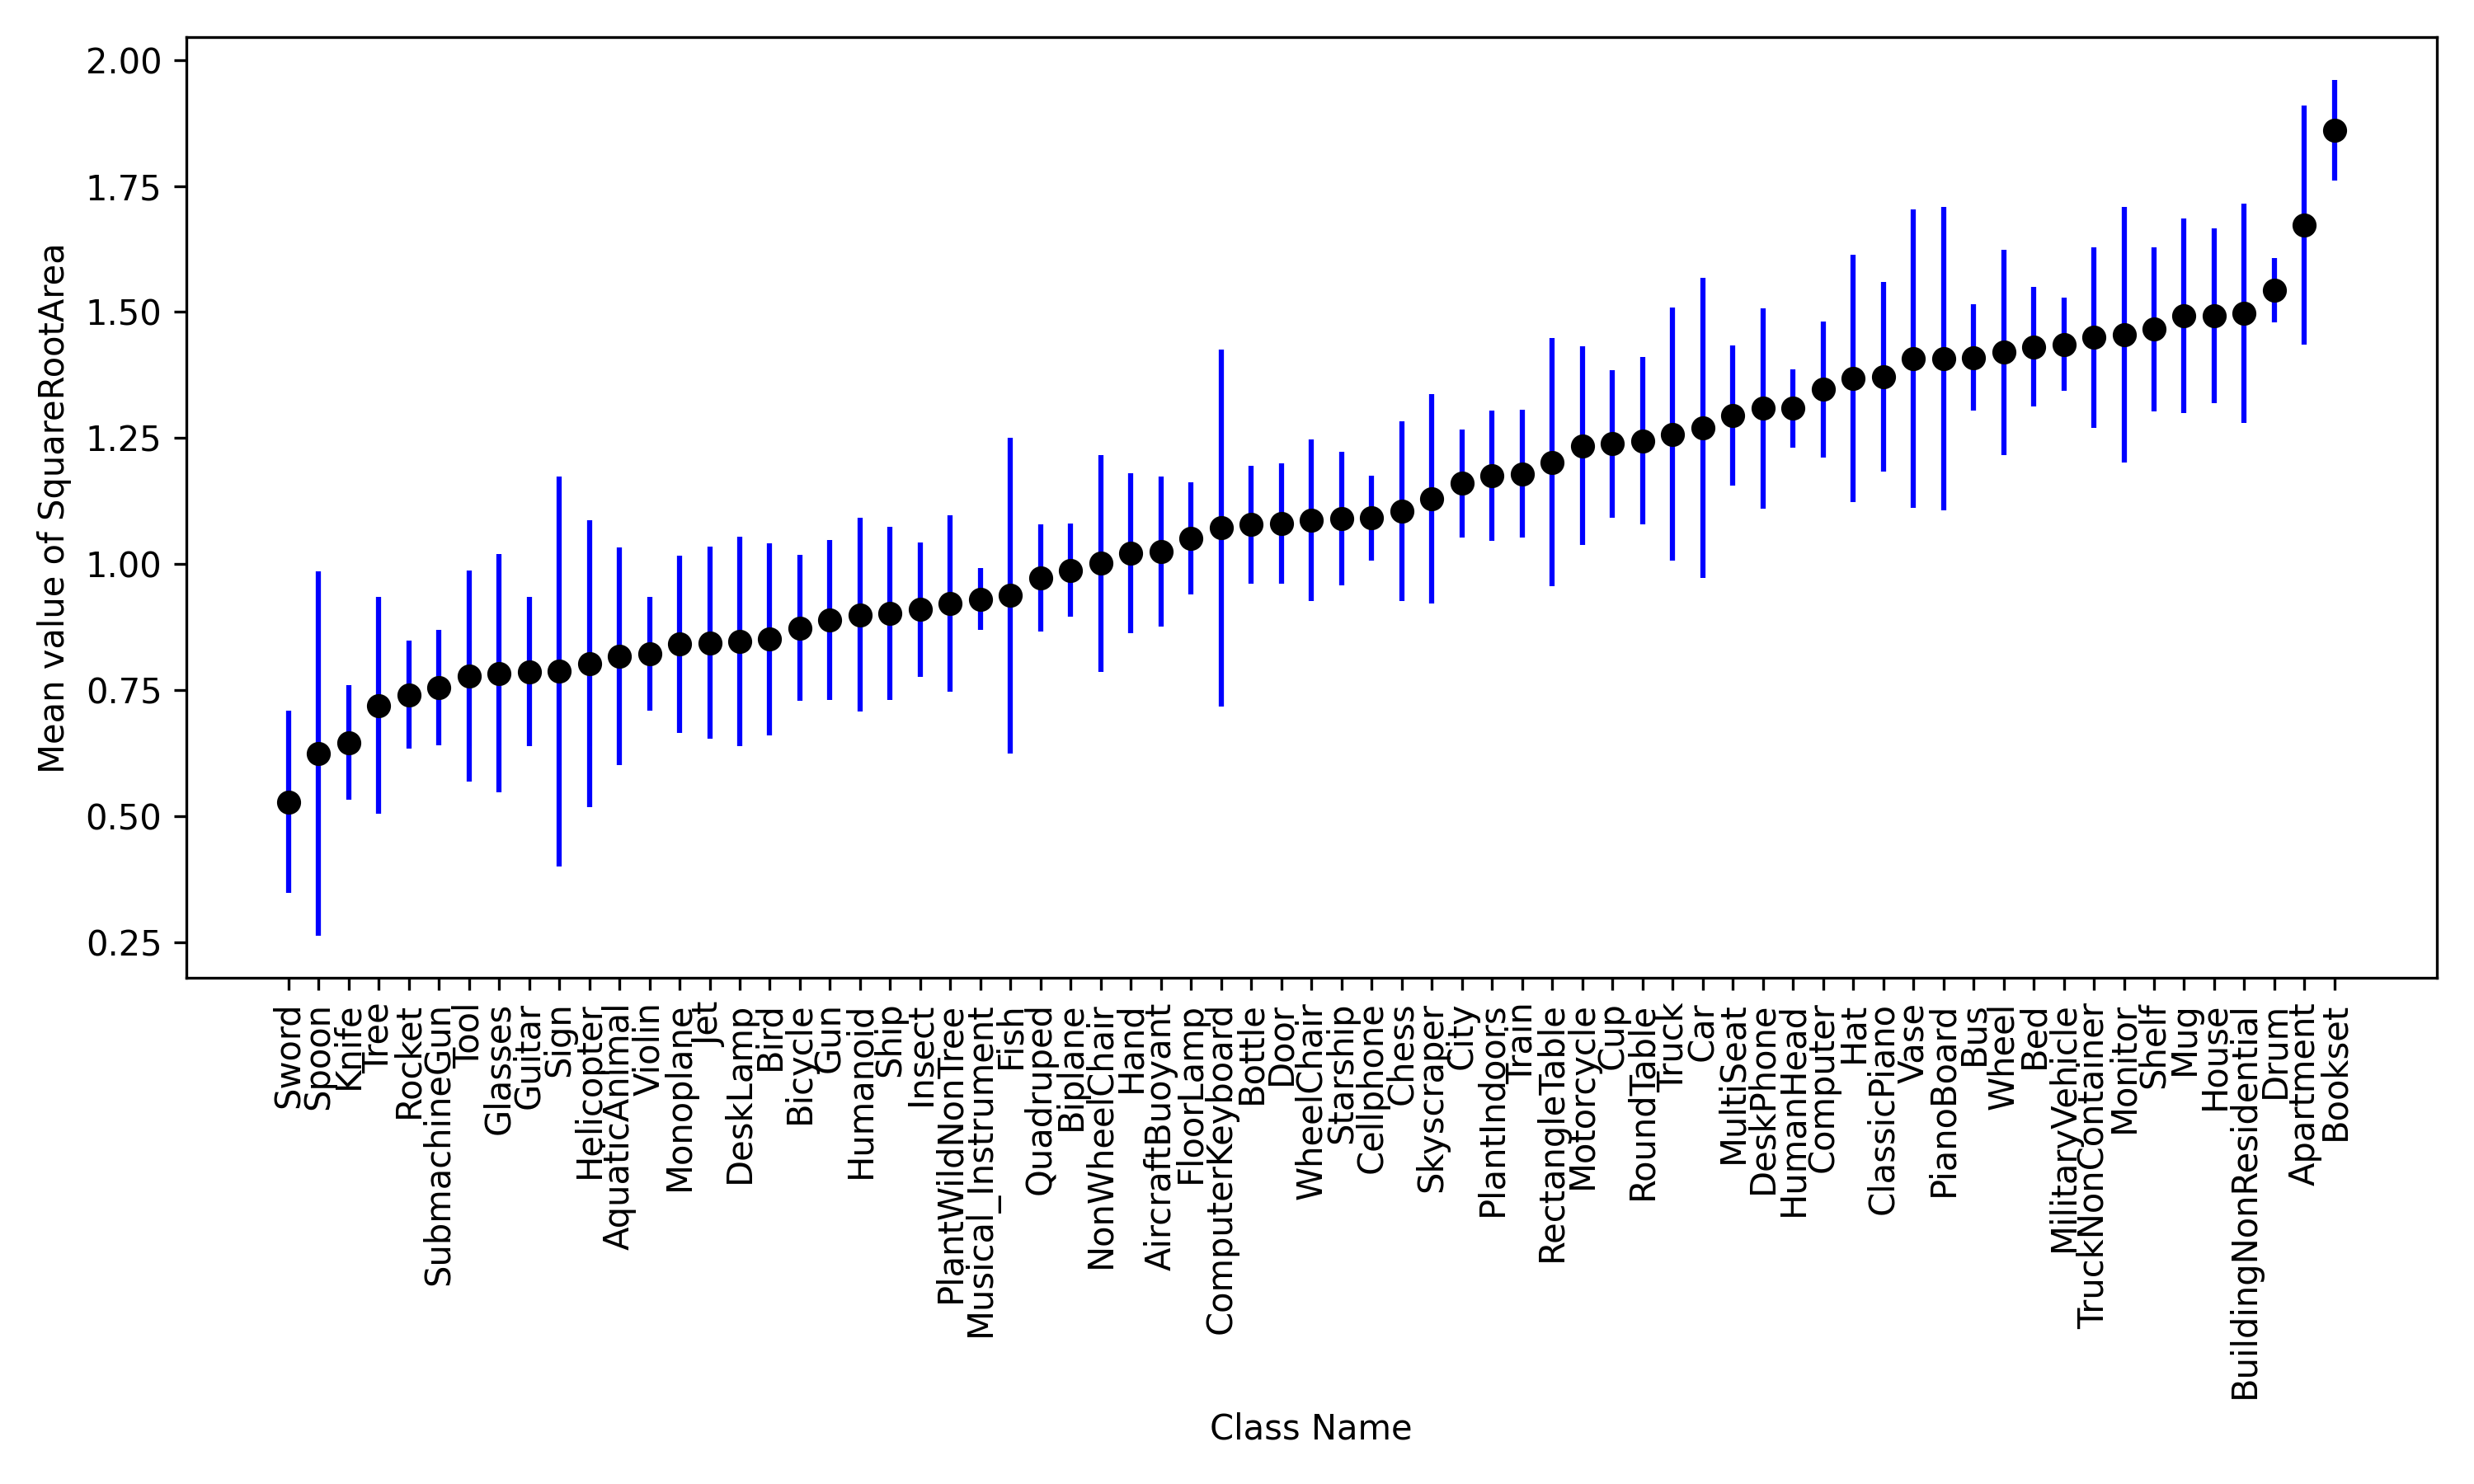 Mean value of SquareRootArea
2.00
1.75
1.50
1.25
1.00
0.75
0.50
0.25
Sword
Spoon
Knife
Tree
Rocket
SubmachineGun
Tool
Glasses
Guitar
Sign
Helicopter
AquaticAnimal
Violin
Monoplane
Jet
DeskLamp
Bird
Bicycle
Gun
Humanoid
Ship
Insect
PlantWildNonTree
Musical_Instrument
Fish
Quadruped
Biplane
NonWheelChair
Hand
AircraftBuoyant
FloorLamp
ComputerKeyboard
Bottle
Door
WheelChair
Starship
Cellphone
Chess
Skyscraper
City
PlantIndoors
Train
RectangleTable
Motorcycle
Cup
RoundTable
Truck
Car
MultiSeat
DeskPhone
HumanHead
Computer
Hat
ClassicPiano
Vase
PianoBoard
Bus
Wheel
Bed
MilitaryVehicle
TruckNonContainer
Monitor
Shelf
Mug
House
BuildingNonResidential
Drum
Apartment
Bookset
Class Name